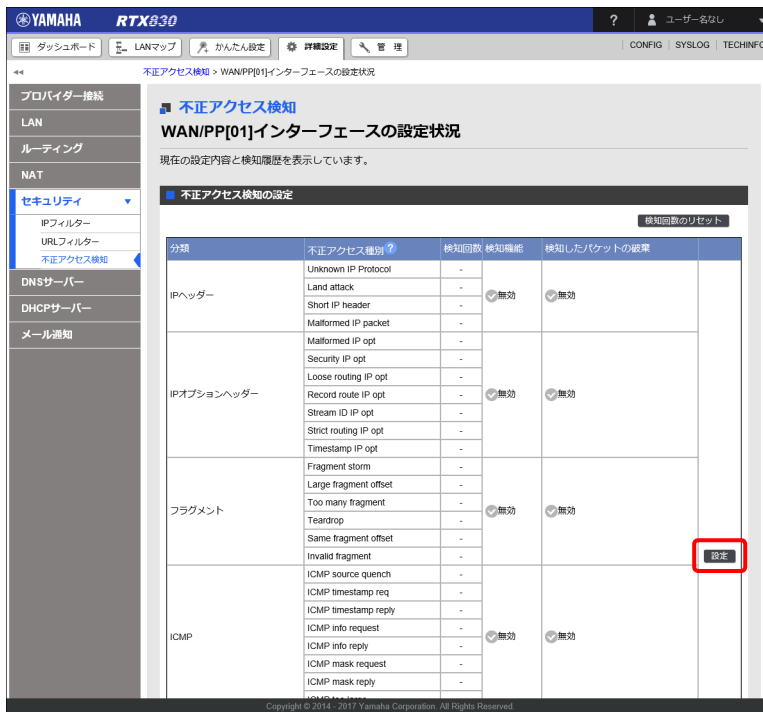 YAMAHA RTX830 ? ユーザー名なし
ダッシュボード LANマップ かんたん設定 詳細設定 管 理 CONFIG SYSLOG TECHINFO
不正アクセス検知 > WAN/PP[01]インターフェースの設定状況
プロバイダー接続
LAN
ルーティング
NAT
セキュリティ
IPフィルター
URLフィルター
不正アクセス検知
DNSサーバー
DHCPサーバー
メール通知
不正アクセス検知
WAN/PP[01]インターフェースの設定状況
現在の設定内容と検知履歴を表示しています。
不正アクセス検知の設定
検知回数のリセット
分類 不正アクセス種別 ? 検知回数 検知機能 検知したパケットの破棄
IPヘッダー 無効 無効
Unknown IP Protocol -
Land attack -
Short IP header -
Malformed IP packet -
IPオプションヘッダー 無効 無効
Malformed IP opt -
Security IP opt -
Loose routing IP opt -
Record route IP opt -
Stream ID IP opt -
Strict routing IP opt -
Timestamp IP opt -
フラグメント 無効 無効
Fragment storm -
Large fragment offset -
Too many fragment -
Teardrop -
Same fragment offset -
Invalid fragment -
設定
ICMP 無効 無効
ICMP source quench -
ICMP timestamp req -
ICMP timestamp reply -
ICMP info request -
ICMP info reply -
ICMP mask request -
ICMP mask reply -
Copyright © 2014 - 2017 Yamaha Corporation. All Rights Reserved.